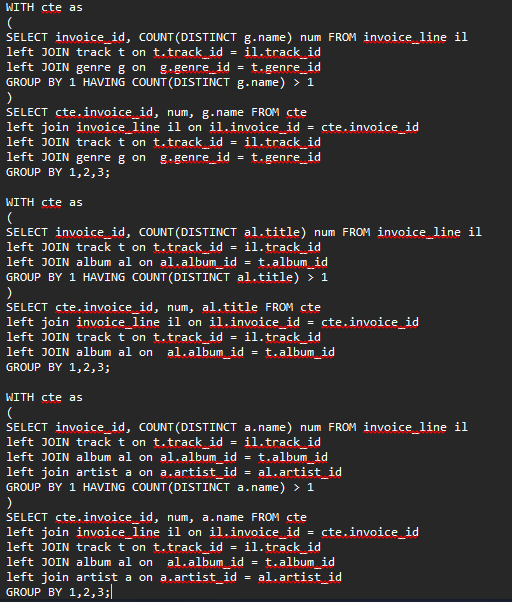 WITH cte as
(
SELECT invoice_id, COUNT(DISTINCT g.name) num FROM invoice_line il
left JOIN track t on t.track_id = il.track_id
left JOIN genre g on  g.genre_id = t.genre_id
GROUP BY 1 HAVING COUNT(DISTINCT g.name) > 1
)
SELECT cte.invoice_id, num, g.name FROM cte
left join invoice_line il on il.invoice_id = cte.invoice_id
left JOIN track t on t.track_id = il.track_id
left JOIN genre g on  g.genre_id = t.genre_id
GROUP BY 1,2,3;

WITH cte as
(
SELECT invoice_id, COUNT(DISTINCT al.title) num FROM invoice_line il
left JOIN track t on t.track_id = il.track_id
left JOIN album al on al.album_id = t.album_id
GROUP BY 1 HAVING COUNT(DISTINCT al.title) > 1
)
SELECT cte.invoice_id, num, al.title FROM cte
left join invoice_line il on il.invoice_id = cte.invoice_id
left JOIN track t on t.track_id = il.track_id
left JOIN album al on  al.album_id = t.album_id
GROUP BY 1,2,3;

WITH cte as
(
SELECT invoice_id, COUNT(DISTINCT a.name) num FROM invoice_line il
left JOIN track t on t.track_id = il.track_id
left JOIN album al on al.album_id = t.album_id
left join artist a on a.artist_id = al.artist_id
GROUP BY 1 HAVING COUNT(DISTINCT a.name) > 1
)
SELECT cte.invoice_id, num, a.name FROM cte
left join invoice_line il on il.invoice_id = cte.invoice_id
left JOIN track t on t.track_id = il.track_id
left JOIN album al on  al.album_id = t.album_id
left join artist a on a.artist_id = al.artist_id
GROUP BY 1,2,3;